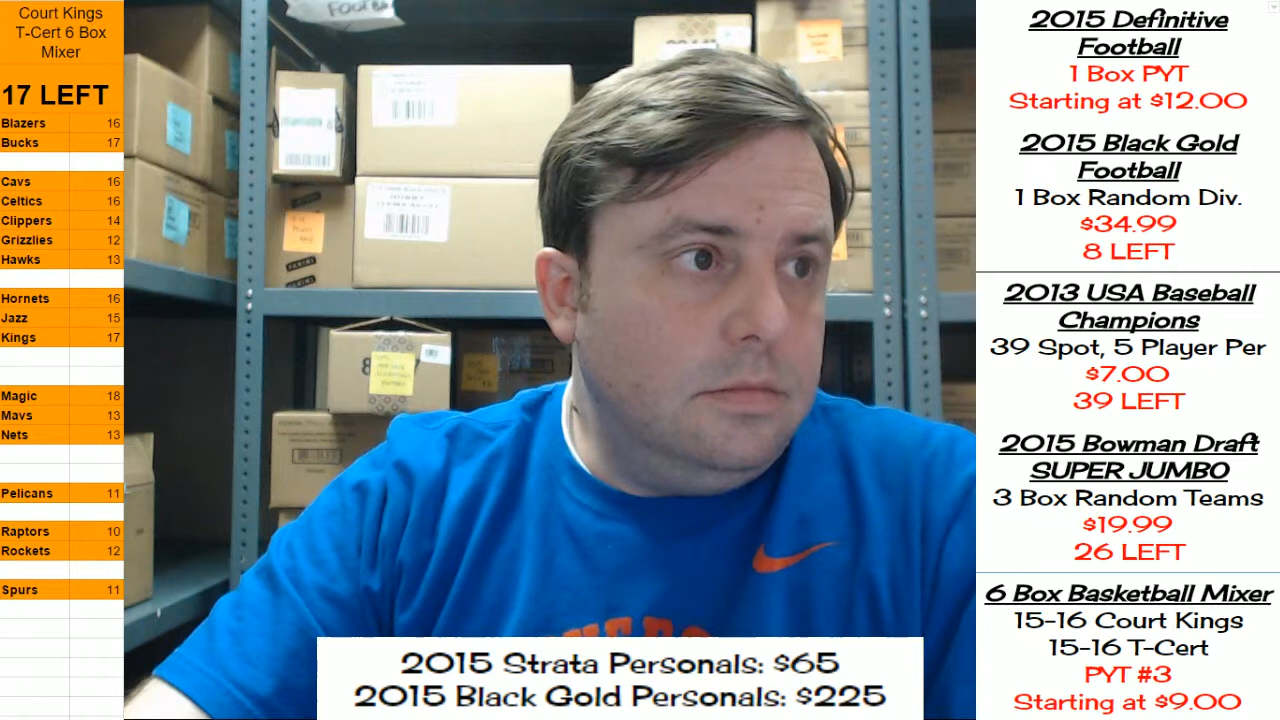 Court Kings
T-Cert 6 Box
Mixer
17 LEFT
Blazers 16
Bucks 17
Cavs 16
Celtics 16
Clippers 14
Grizzlies 12
Hawks 13
Hornets 16
Jazz 15
Kings 17
Magic 18
Mavs 13
Nets 13
Pelicans 11
Raptors 10
Rockets 12
Spurs 11
2015 Definitive
Football
1 Box PYT
Starting at $12.00
2015 Black Gold
Football
1 Box Random Div.
$34.99
8 LEFT
2013 USA Baseball
Champions
39 Spot, 5 Player Per
$7.00
39 LEFT
2015 Bowman Draft
SUPER JUMBO
3 Box Random Teams
$19.99
26 LEFT
6 Box Basketball Mixer
15-16 Court Kings
15-16 T-Cert
PYT #3
Starting at $9.00
2015 Strata Personals: $65
2015 Black Gold Personals: $225
PANINI